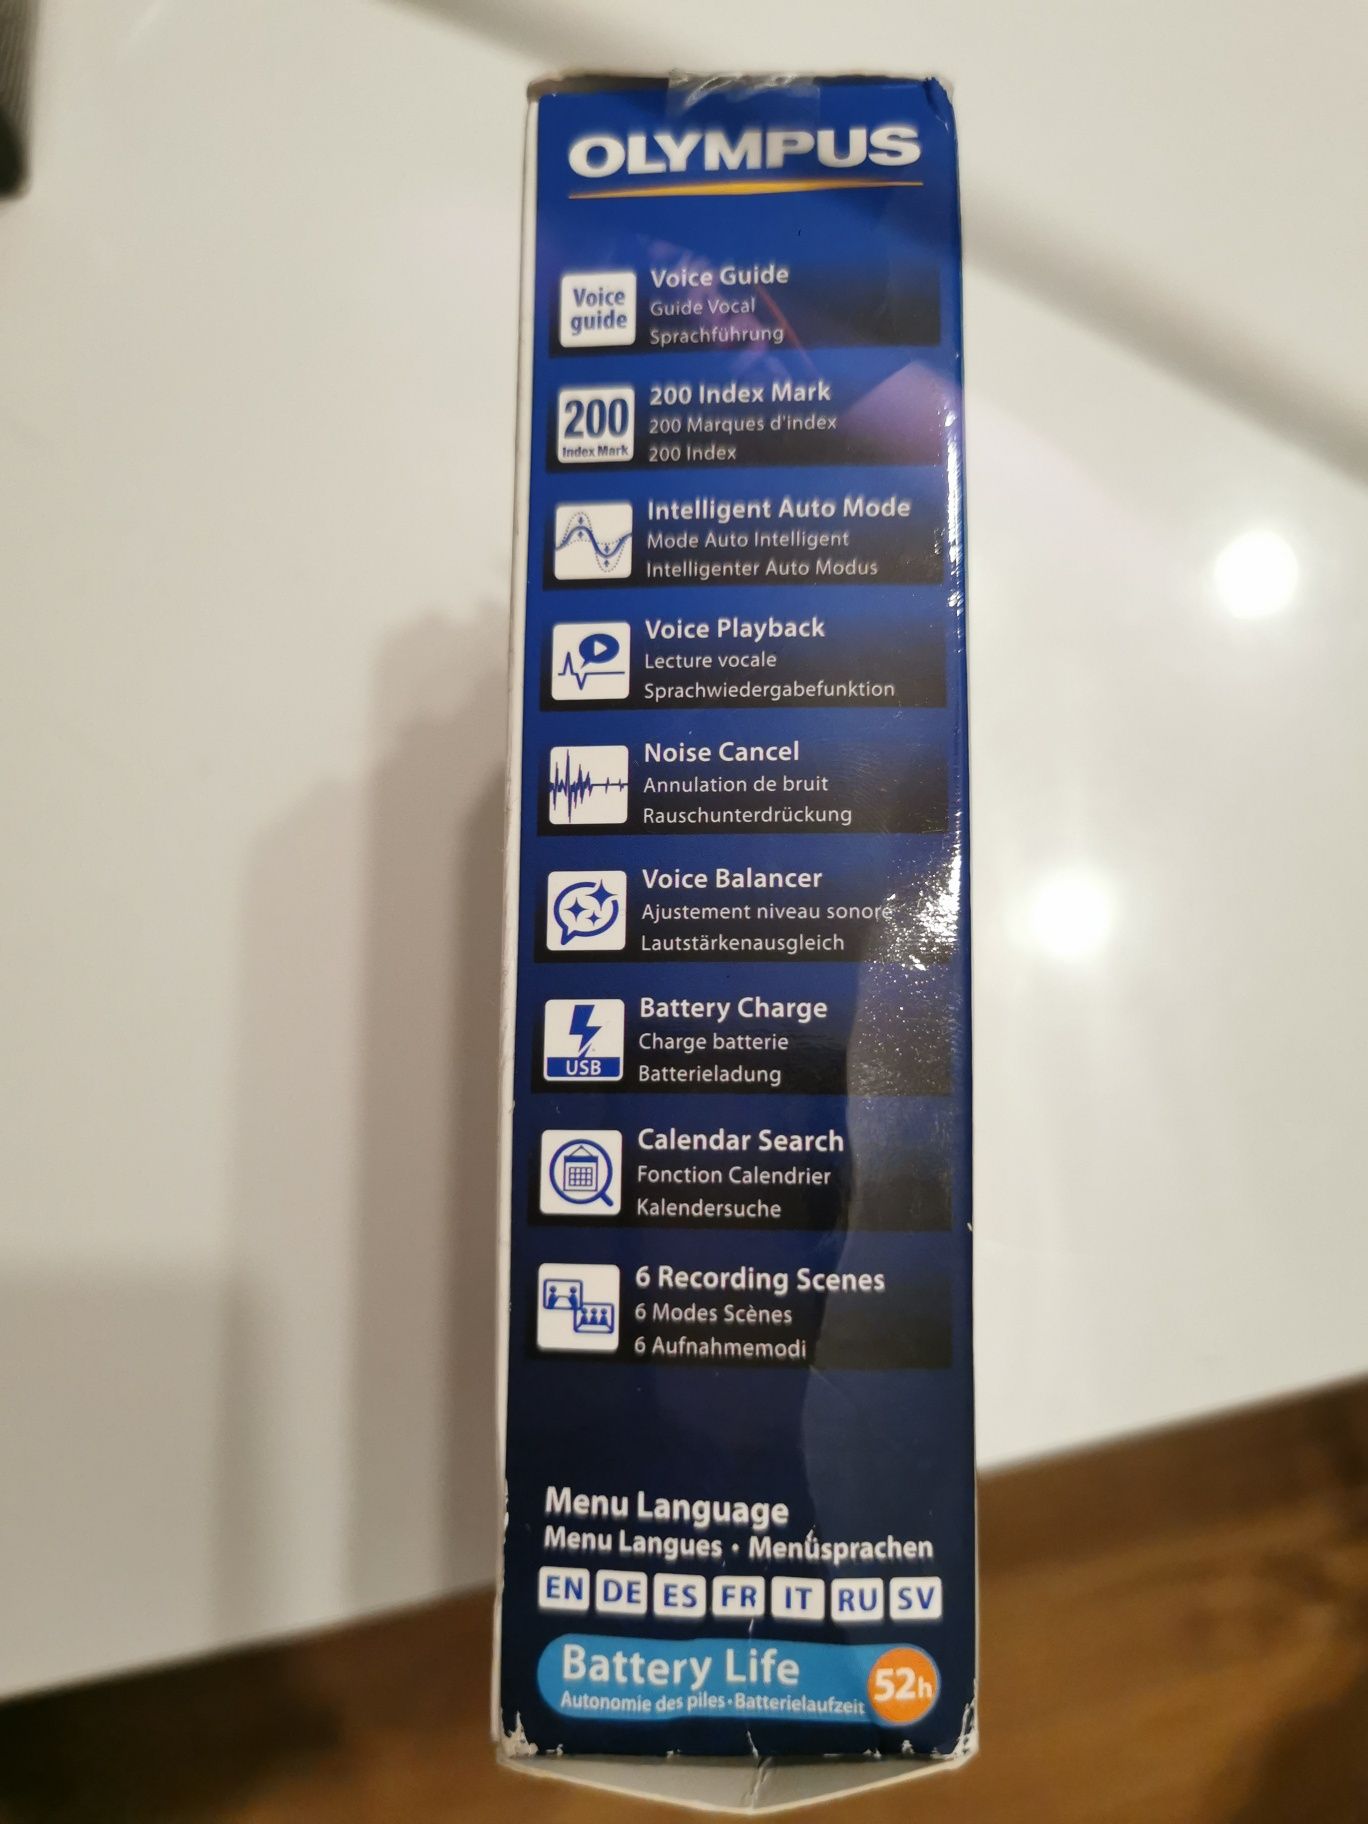 OLYMPUS
Voice guide
Voice Guide
Guide Vocal
Sprachführung
200 Index Mark
200 Index Mark
200 Marques d'index
200 Index
Intelligent Auto Mode
Mode Auto Intelligent
Intelligenter Auto Modus
Voice Playback
Lecture vocale
Sprachwiedergabefunktion
Noise Cancel
Annulation de bruit
Rauschunterdrückung
Voice Balancer
Ajustement niveau sonore
Lautstärkenausgleich
USB
Battery Charge
Charge batterie
Batterieladung
Calendar Search
Fonction Calendrier
Kalendersuche
6 Recording Scenes
6 Modes Scènes
6 Aufnahmemodi
Menu Language
Menu Langues • Menüsprachen
EN DE ES FR IT RU SV
Battery Life 52h
Autonomie des piles • Batterielaufzeit